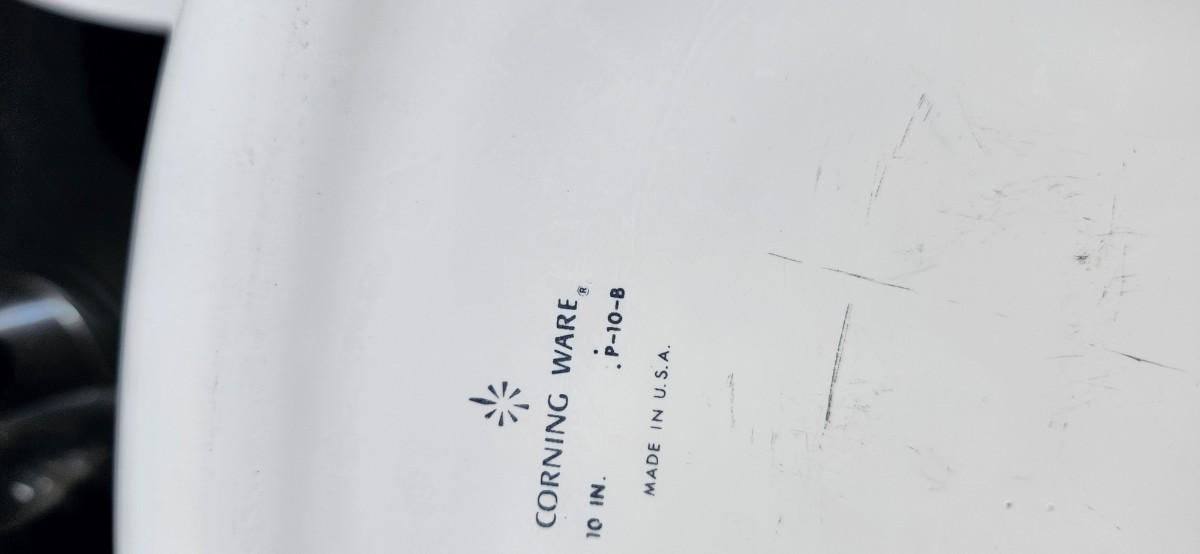 CORNING WARE®
10 IN. P-10-B
MADE IN U.S.A.